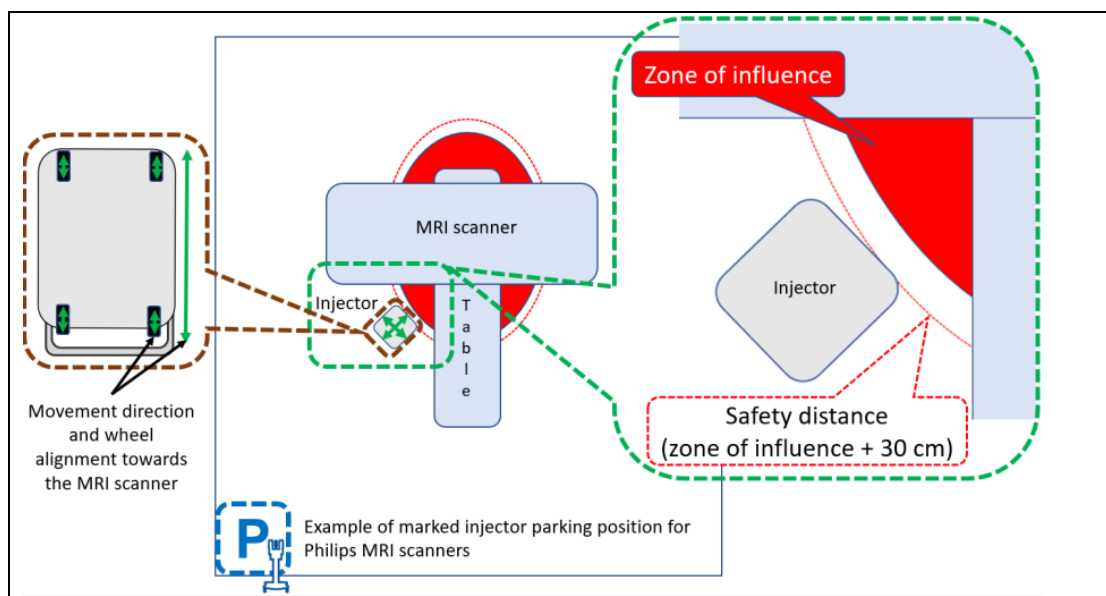 Zone of influence
MRI scanner
Injector
T
a
b
l
e
Injector
Safety distance
(zone of influence + 30 cm)
Movement direction
and wheel
alignment towards
the MRI scanner
P
Example of marked injector parking position for
Philips MRI scanners